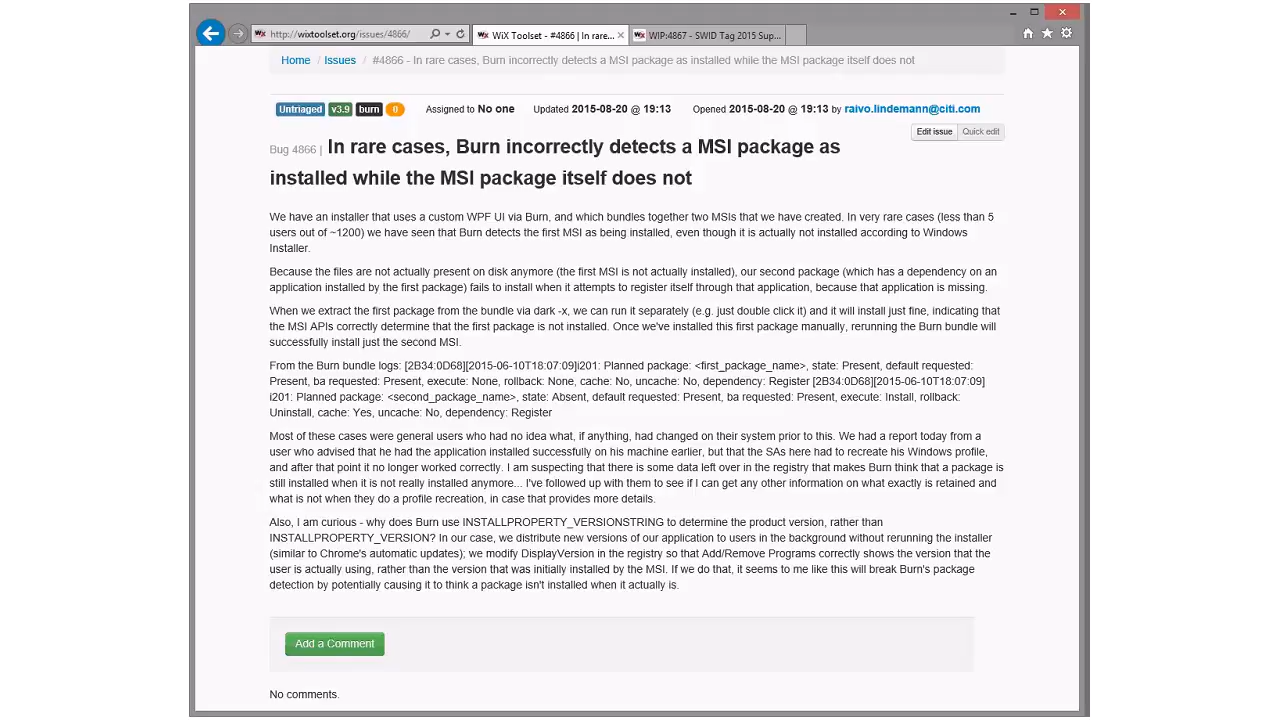 http://wixtoolset.org/issues/4866/
WiX Toolset - #4866 | In rare...
WIP:4867 - SWID Tag 2015 Sup...
Home / Issues / #4866 - In rare cases, Burn incorrectly detects a MSI package as installed while the MSI package itself does not
Untriaged v3.9 burn 0 Assigned to No one Updated 2015-08-20 @ 19:13 Opened 2015-08-20 @ 19:13 by raivo.lindemann@citi.com
Edit issue Quick edit
Bug 4866 | In rare cases, Burn incorrectly detects a MSI package as
installed while the MSI package itself does not
We have an installer that uses a custom WPF UI via Burn, and which bundles together two MSIs that we have created. In very rare cases (less than 5
users out of ~1200) we have seen that Burn detects the first MSI as being installed, even though it is actually not installed according to Windows
Installer.
Because the files are not actually present on disk anymore (the first MSI is not actually installed), our second package (which has a dependency on an
application installed by the first package) fails to install when it attempts to register itself through that application, because that application is missing.
When we extract the first package from the bundle via dark -x, we can run it separately (e.g. just double click it) and it will install just fine, indicating that
the MSI APIs correctly determine that the first package is not installed. Once we've installed this first package manually, rerunning the Burn bundle will
successfully install just the second MSI.
From the Burn bundle logs: [2B34:0D68][2015-06-10T18:07:09]i201: Planned package: <first_package_name>, state: Present, default requested:
Present, ba requested: Present, execute: None, rollback: None, cache: No, uncache: No, dependency: Register [2B34:0D68][2015-06-10T18:07:09]
i201: Planned package: <second_package_name>, state: Absent, default requested: Present, ba requested: Present, execute: Install, rollback:
Uninstall, cache: Yes, uncache: No, dependency: Register
Most of these cases were general users who had no idea what, if anything, had changed on their system prior to this. We had a report today from a
user who advised that he had the application installed successfully on his machine earlier, but that the SAs here had to recreate his Windows profile,
and after that point it no longer worked correctly. I am suspecting that there is some data left over in the registry that makes Burn think that a package is
still installed when it is not really installed anymore... I've followed up with them to see if I can get any other information on what exactly is retained and
what is not when they do a profile recreation, in case that provides more details.
Also, I am curious - why does Burn use INSTALLPROPERTY_VERSIONSTRING to determine the product version, rather than
INSTALLPROPERTY_VERSION? In our case, we distribute new versions of our application to users in the background without rerunning the installer
(similar to Chrome's automatic updates); we modify DisplayVersion in the registry so that Add/Remove Programs correctly shows the version that the
user is actually using, rather than the version that was initially installed by the MSI. If we do that, it seems to me like this will break Burn's package
detection by potentially causing it to think a package isn't installed when it actually is.
Add a Comment
No comments.